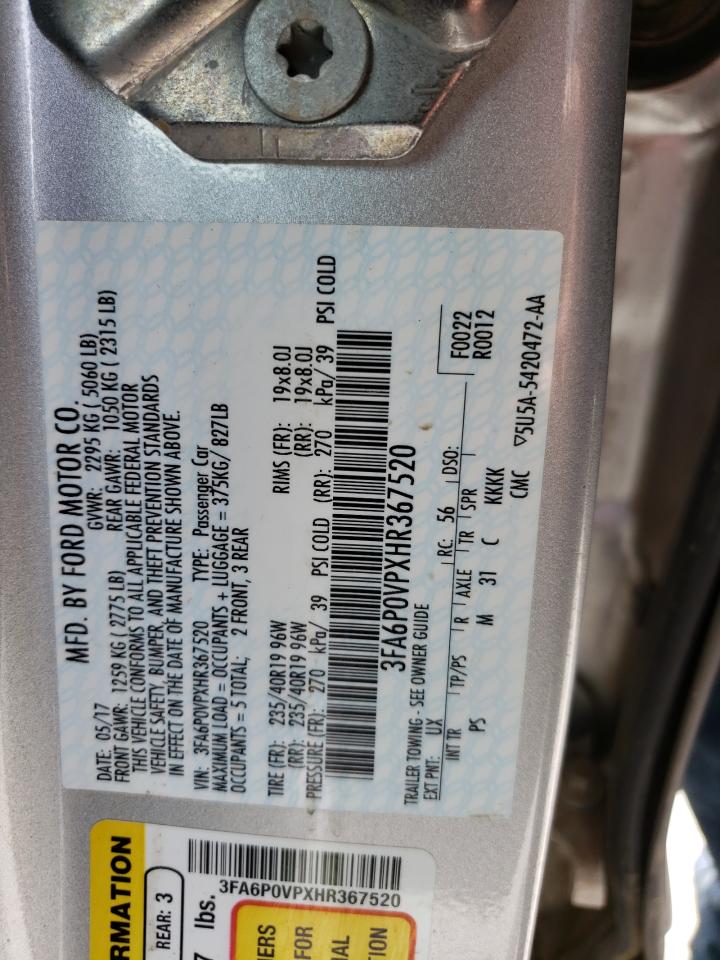 MFD. BY FORD MOTOR CO.
DATE: 05/17 GVWR: 2295 KG ( 5060 LB)
FRONT GAWR: 1259 KG ( 2775 LB) REAR GAWR: 1050 KG ( 2315 LB)
THIS VEHICLE CONFORMS TO ALL APPLICABLE FEDERAL MOTOR
VEHICLE SAFETY, BUMPER, AND THEFT PREVENTION STANDARDS
IN EFFECT ON THE DATE OF MANUFACTURE SHOWN ABOVE.
VIN: 3FA6P0VPXHR367520 TYPE: Passenger Car
MAXIMUM LOAD = OCCUPANTS + LUGGAGE = 375KG/ 827LB
OCCUPANTS = 5 TOTAL; 2 FRONT, 3 REAR
TIRE (FR): 235/40R19 96W RIMS (FR): 19x8.0J
(RR): 235/40R19 96W (RR): 19x8.0J
PRESSURE (FR): 270 kPa/ 39 PSI COLD (RR): 270 kPa/ 39 PSI COLD
3FA6P0VPXHR367520
TRAILER TOWING - SEE OWNER GUIDE
EXT PNT: UX RC: 56 DSO: F0022
R0012
INT TR TP/PS R AXLE TR SPR
PS M 31 C KKKK
CMC ▽5U5A-5420472-AA
RMATION
REAR: 3
7 lbs.
3FA6P0VPXHR367520
NERS
FOR
NAL
TION